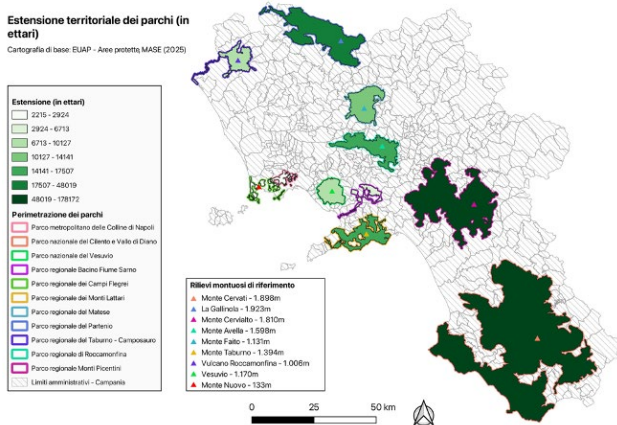 Estensione territoriale dei parchi (in
ettari)
Cartografia di base: EUAP - Aree protette, MASE (2025)
Estensione (in ettari)
2215 - 2924
2924 - 6713
6713 - 10127
10127 - 14141
14141 - 17507
17507 - 48019
48019 - 178172
Perimetrazione dei parchi
Parco metropolitano delle Colline di Napoli
Parco nazionale del Cilento e Vallo di Diano
Parco nazionale del Vesuvio
Parco regionale Bacino Fiume Sarno
Parco regionale dei Campi Flegrei
Parco regionale dei Monti Lattari
Parco regionale del Matese
Parco regionale del Partenio
Parco regionale del Taburno - Camposauro
Parco regionale di Roccamonfina
Parco regionale Monti Picentini
Limiti amministrativi - Campania
Rilievi montuosi di riferimento
Monte Cervati - 1.898m
La Gallinola - 1.923m
Monte Cervialto - 1.810m
Monte Avella - 1.598m
Monte Faito - 1.131m
Monte Taburno - 1.394m
Vulcano Roccamonfina - 1.006m
Vesuvio - 1.170m
Monte Nuovo - 133m
0 25 50 km